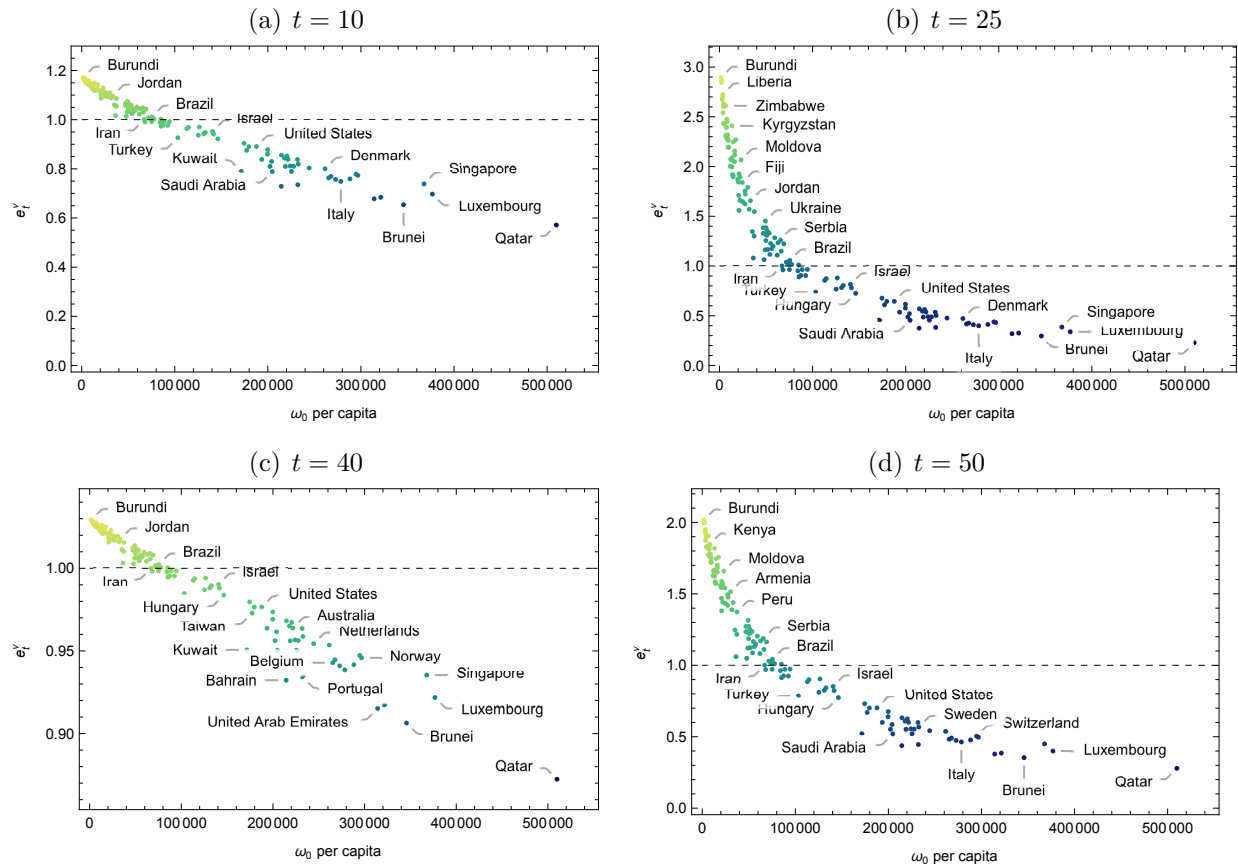 (a) t = 10
1.2
1.0
0.8
0.6
0.4
0.2
0.0
e_t^v
Burundi
Jordan
Brazil
Israel
Iran
United States
Turkey
Kuwait
Denmark
Singapore
Saudi Arabia
Luxembourg
Italy
Brunei
Qatar
0 100 000 200 000 300 000 400 000 500 000
ω0 per capita
(b) t = 25
3.0
2.5
2.0
1.5
1.0
0.5
0.0
e_t^v
Burundi
Liberia
Zimbabwe
Kyrgyzstan
Moldova
Fiji
Jordan
Ukraine
Serbia
Brazil
Iran
Israel
Turkey
United States
Hungary
Denmark
Singapore
Saudi Arabia
Luxembourg
Brunei
Italy
Qatar
0 100 000 200 000 300 000 400 000 500 000
ω0 per capita
(c) t = 40
1.00
0.95
0.90
e_t^v
Burundi
Jordan
Brazil
Israel
Iran
United States
Hungary
Australia
Taiwan
Netherlands
Kuwait
Norway
Belgium
Singapore
Bahrain
Portugal
Luxembourg
United Arab Emirates
Brunei
Qatar
0 100 000 200 000 300 000 400 000 500 000
ω0 per capita
(d) t = 50
2.0
1.5
1.0
0.5
0.0
e_t^v
Burundi
Kenya
Moldova
Armenia
Peru
Serbia
Brazil
Iran
Israel
Turkey
United States
Hungary
Sweden
Switzerland
Saudi Arabia
Luxembourg
Italy
Brunei
Qatar
0 100 000 200 000 300 000 400 000 500 000
ω0 per capita